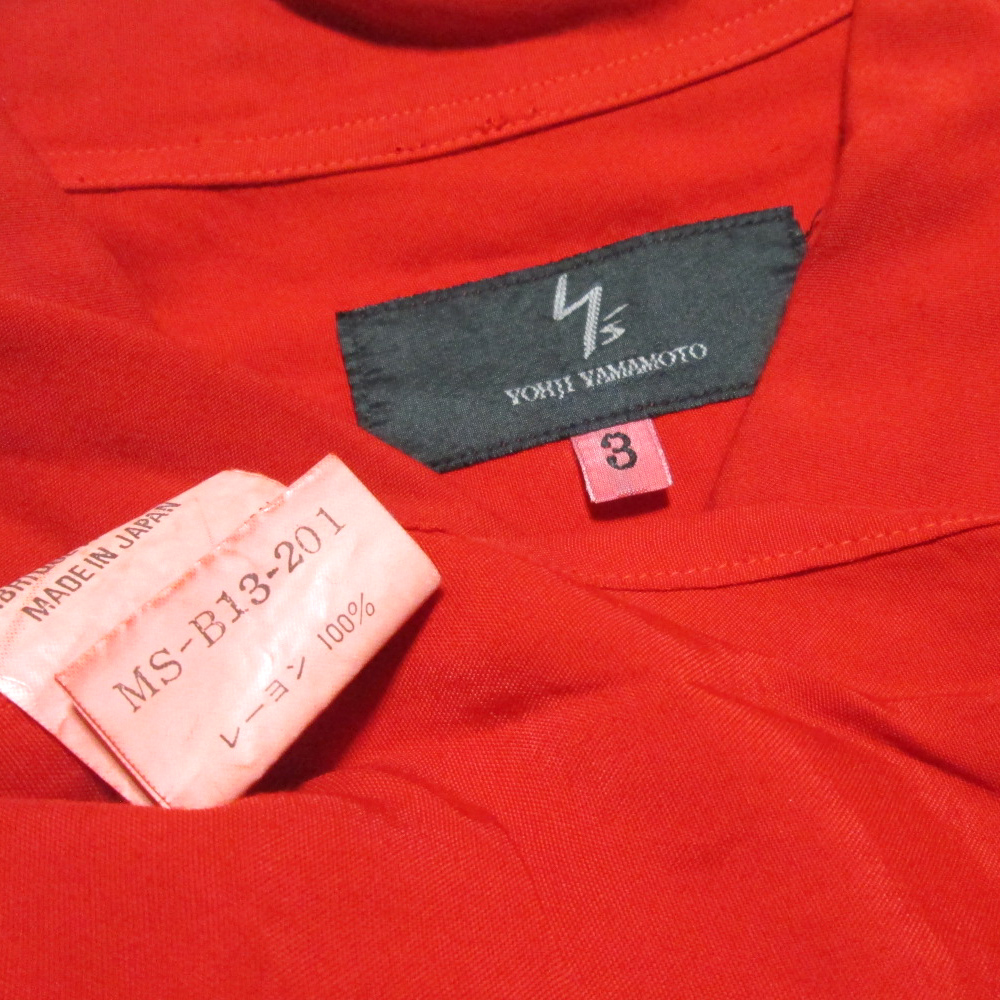 Y's
YOHJI YAMAMOTO
3
MADE IN JAPAN
MS-B13-201
レーヨン 100%